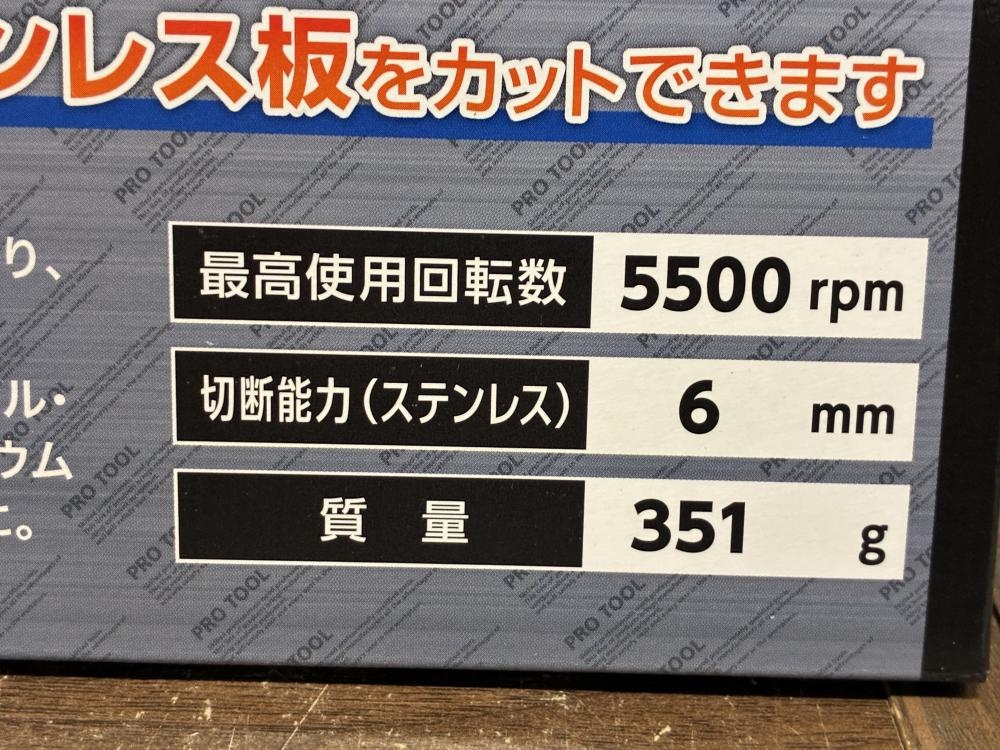 ンレス板をカットできます
り、
最高使用回転数 5500 rpm
ル・
切断能力(ステンレス) 6 mm
ウム
質量 351 g
PRO TOOL